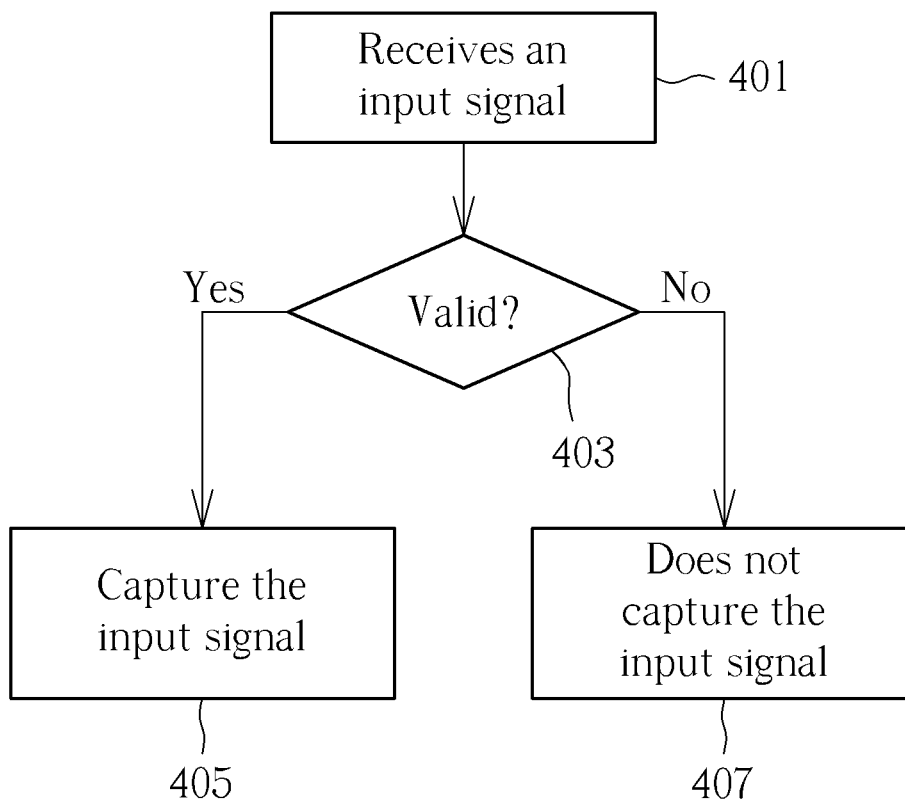 Receives an
input signal
401
Valid?
Yes
No
403
Capture the
input signal
405
Does not
capture the
input signal
407